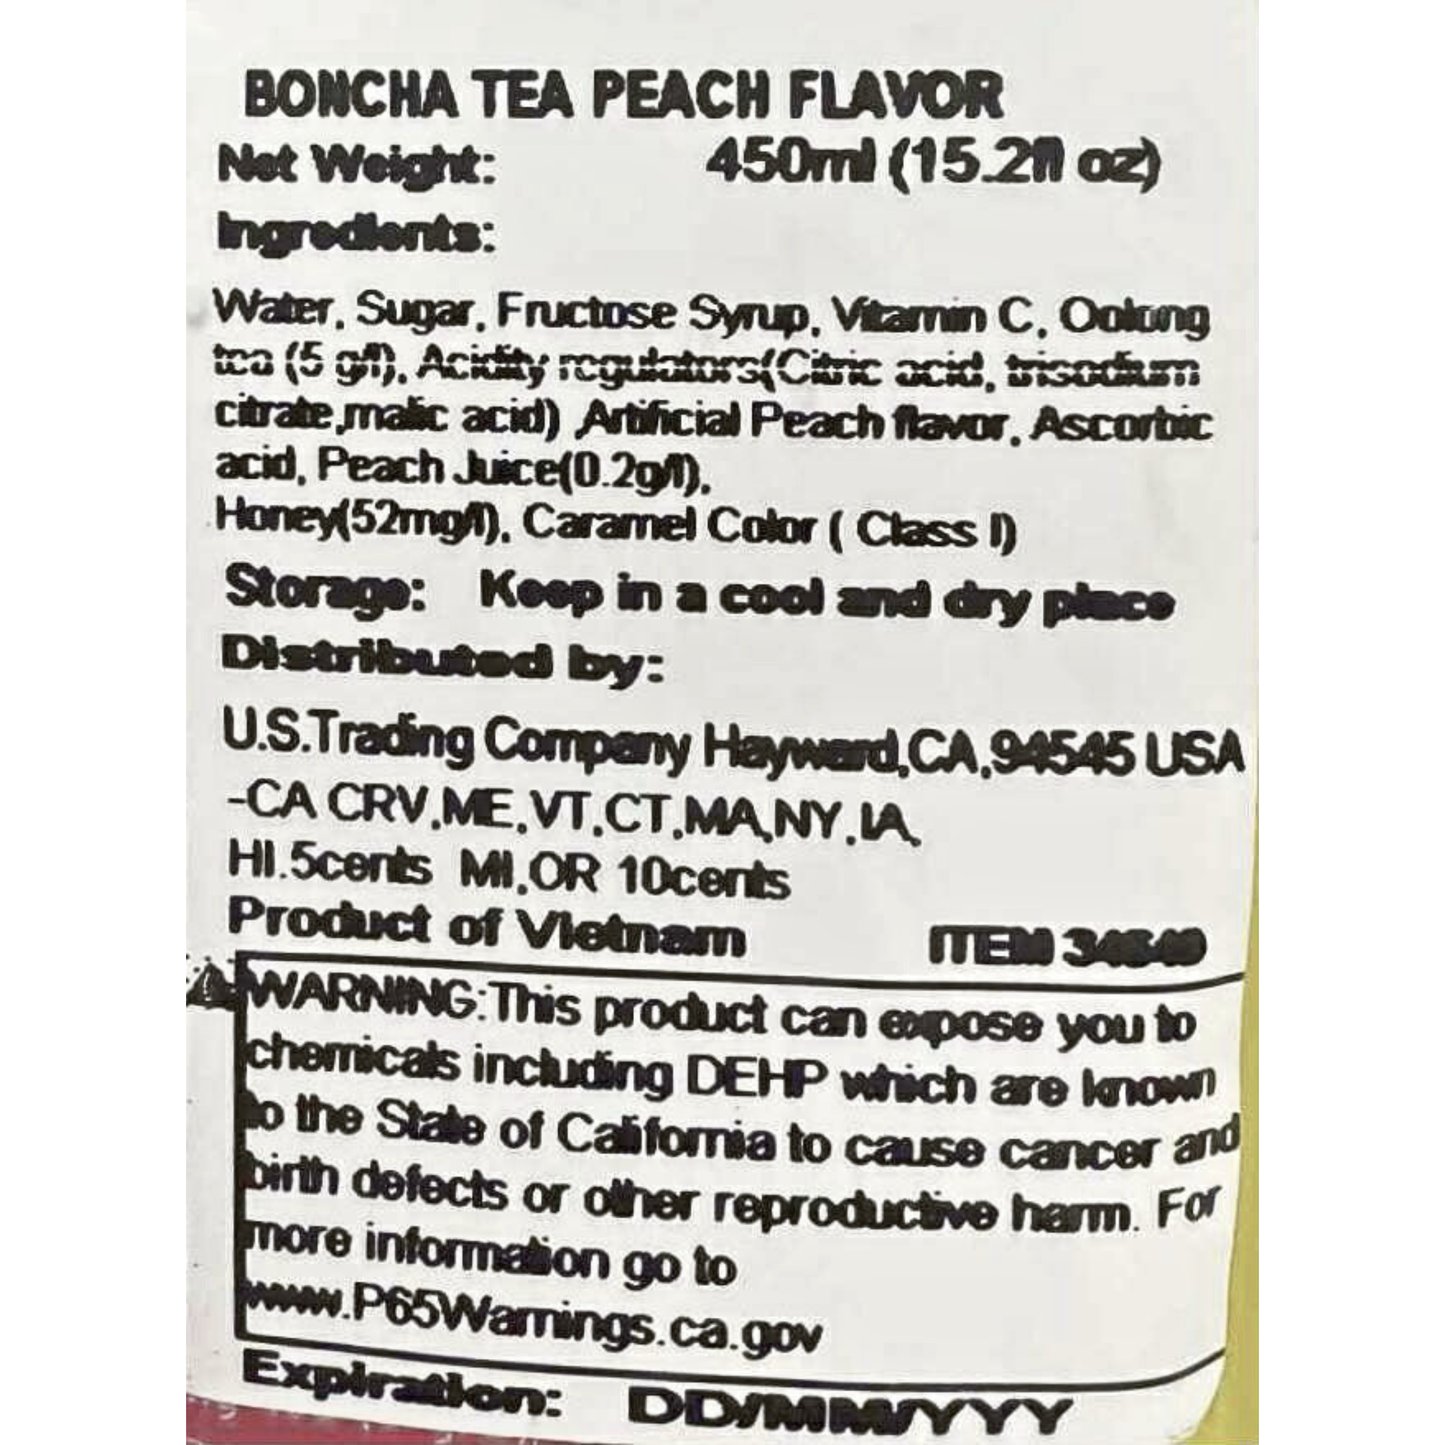 BONCHA TEA PEACH FLAVOR
Net Weight: 450ml (15.2fl oz)
Ingredients:
Water, Sugar, Fructose Syrup, Vitamin C, Oolong
tea (5 g/l), Acidity regulators(Citric acid, trisodium
citrate,malic acid) ,Artificial Peach flavor, Ascorbic
acid, Peach Juice(0.2g/l),
Honey(52mg/l), Caramel Color ( Class I)
Storage: Keep in a cool and dry place
Distributed by:
U.S.Trading Company Hayward,CA,94545 USA
-CA CRV,ME,VT,CT,MA,NY,IA,
HI.5cents MI,OR 10cents
Product of Vietnam ITEM
WARNING:This product can expose you to
chemicals including DEHP which are known
to the State of California to cause cancer and
birth defects or other reproductive harm. For
more information go to
www.P65Warnings.ca.gov
Expiration: DD/MM/YYY